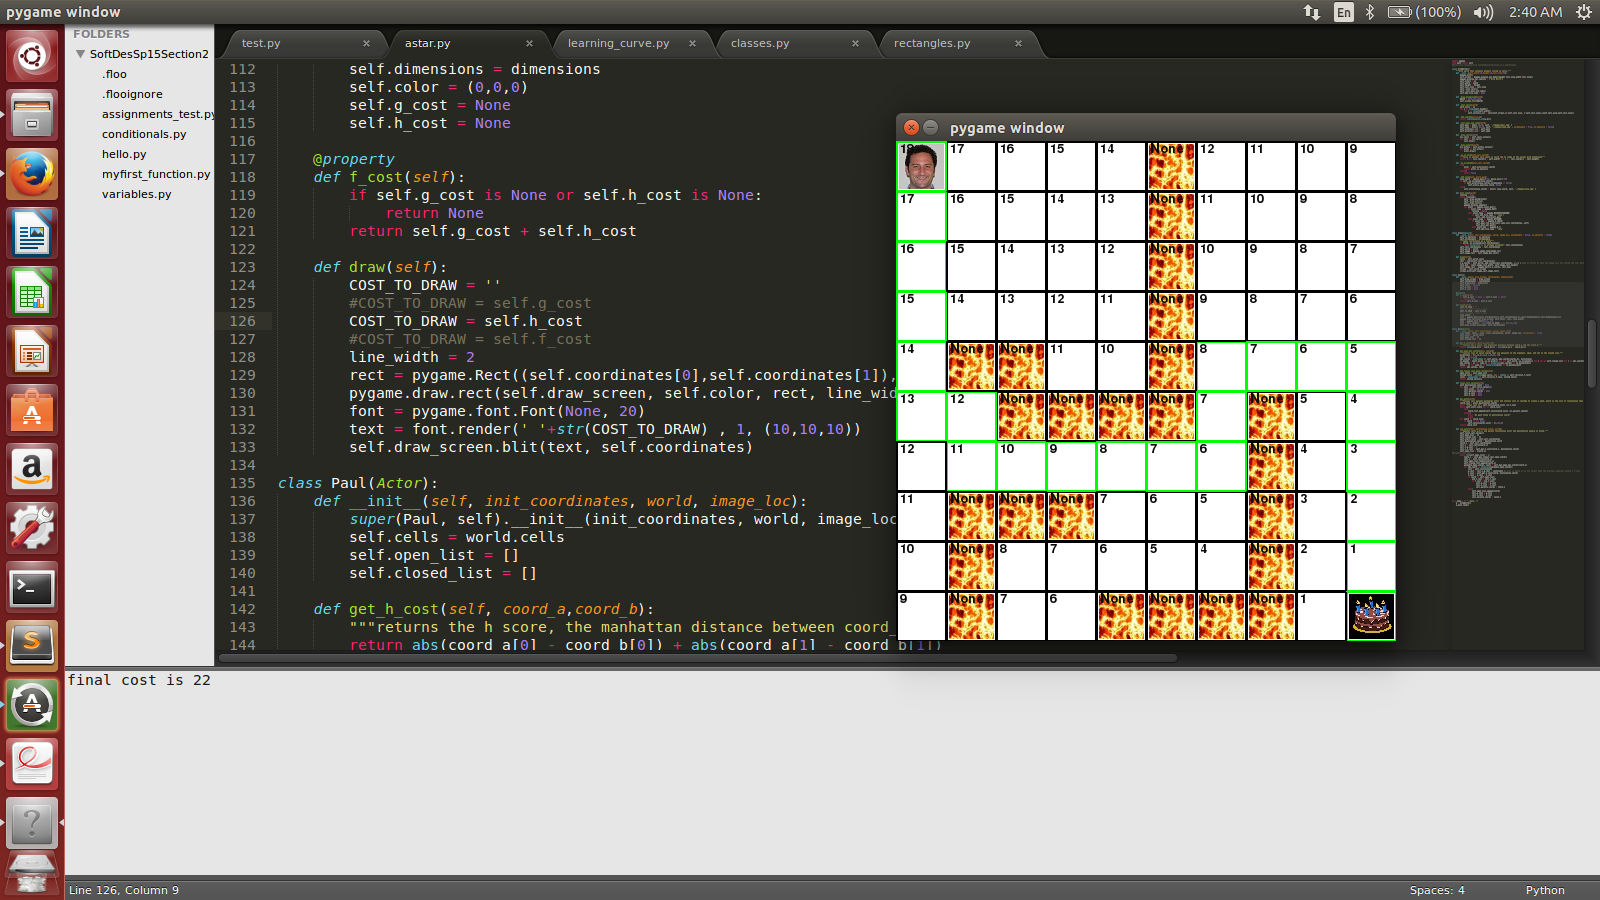 pygame window
En (100%) 2:40 AM
FOLDERS
SoftDesSp15Section2
.floo
.flooignore
assignments_test.py
conditionals.py
hello.py
myfirst_function.py
variables.py
test.py × astar.py × learning_curve.py × classes.py × rectangles.py ×
112 self.dimensions = dimensions
113 self.color = (0,0,0)
114 self.g_cost = None
115 self.h_cost = None
116
117 @property
118 def f_cost(self):
119 if self.g_cost is None or self.h_cost is None:
120 return None
121 return self.g_cost + self.h_cost
122
123 def draw(self):
124 COST_TO_DRAW = ''
125 #COST_TO_DRAW = self.g_cost
126 COST_TO_DRAW = self.h_cost
127 #COST_TO_DRAW = self.f_cost
128 line_width = 2
129 rect = pygame.Rect((self.coordinates[0],self.coordinates[1]),
130 pygame.draw.rect(self.draw_screen, self.color, rect, line_wid
131 font = pygame.font.Font(None, 20)
132 text = font.render(' '+str(COST_TO_DRAW) , 1, (10,10,10))
133 self.draw_screen.blit(text, self.coordinates)
134
135 class Paul(Actor):
136 def __init__(self, init_coordinates, world, image_loc):
137 super(Paul, self).__init__(init_coordinates, world, image_loc
138 self.cells = world.cells
139 self.open_list = []
140 self.closed_list = []
141
142 def get_h_cost(self, coord_a,coord_b):
143 """returns the h score, the manhattan distance between coord_
144 return abs(coord_a[0] - coord_b[0]) + abs(coord_a[1] - coord_b[1])
pygame window
18 17 16 15 14 None 12 11 10 9
17 16 15 14 13 None 11 10 9 8
16 15 14 13 12 None 10 9 8 7
15 14 13 12 11 None 9 8 7 6
14 None None 11 10 None 8 7 6 5
13 12 None None None None 7 None 5 4
12 11 10 9 8 7 6 None 4 3
11 None None None 7 6 5 None 3 2
10 None 8 7 6 5 4 None 2 1
9 None 7 6 None None None None 1
final cost is 22
Line 126, Column 9 Spaces: 4 Python